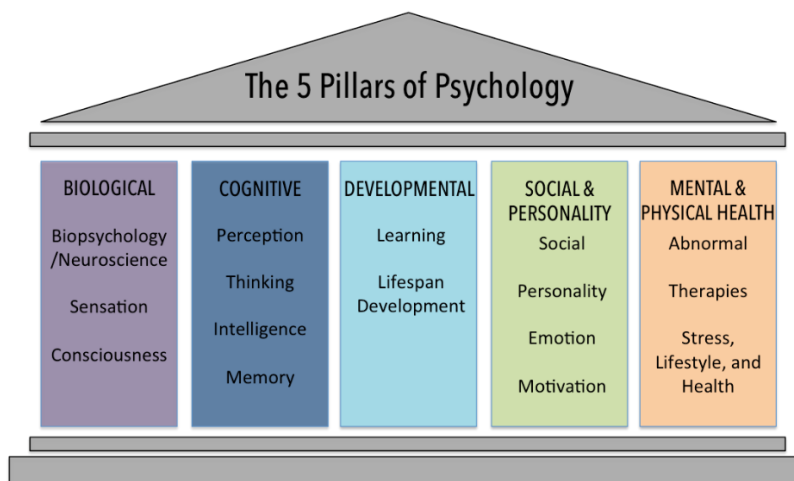 The 5 Pillars of Psychology
BIOLOGICAL
Biopsychology
/Neuroscience
Sensation
Consciousness
COGNITIVE
Perception
Thinking
Intelligence
Memory
DEVELOPMENTAL
Learning
Lifespan
Development
SOCIAL &
PERSONALITY
Social
Personality
Emotion
Motivation
MENTAL &
PHYSICAL HEALTH
Abnormal
Therapies
Stress,
Lifestyle, and
Health